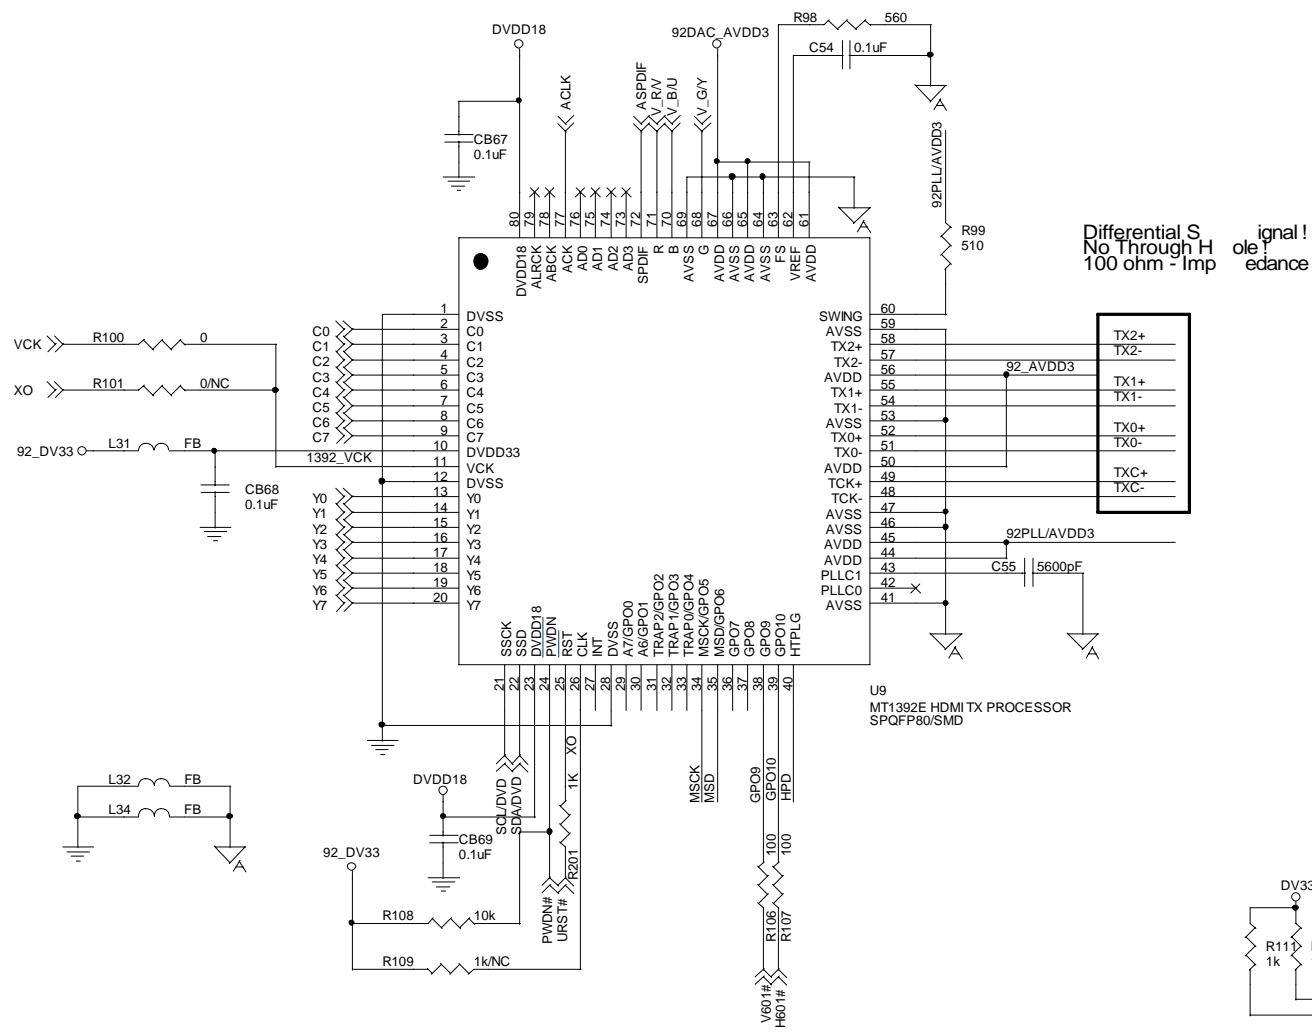 R98
560
DVDD18
92DAC_AVDD3
C54
0.1uF
ACLK
ASPDIF
V_R/V
V_B/U
V_G/Y
CB67
0.1uF
92PLL/AVDD3
R99
510
80
79
78
77
76
75
74
73
72
71
70
69
68
67
66
65
64
63
62
61
DVDD18
ALRCK
ABCK
ACK
AD0
AD1
AD2
AD3
SPDIF
R
B
AVSS
G
AVDD
AVSS
AVDD
AVSS
FS
VREF
AVDD
Differential S ignal !
No Through H ole !
100 ohm - Imp edance
VCK
R100
0
XO
R101
0/NC
92_DV33
L31
FB
1392_VCK
CB68
0.1uF
C0
C1
C2
C3
C4
C5
C6
C7
Y0
Y1
Y2
Y3
Y4
Y5
Y6
Y7
1 DVSS
2 C0
3 C1
4 C2
5 C3
6 C4
7 C5
8 C6
9 C7
10 DVDD33
11 VCK
12 DVSS
13 Y0
14 Y1
15 Y2
16 Y3
17 Y4
18 Y5
19 Y6
20 Y7
SWING 60
AVSS 59
TX2+ 58
TX2- 57
AVDD 56
TX1+ 55
TX1- 54
AVSS 53
TX0+ 52
TX0- 51
AVDD 50
TCK+ 49
TCK- 48
AVSS 47
AVSS 46
AVDD 45
AVDD 44
PLLC1 43
PLLC0 42
AVSS 41
92_AVDD3
TX2+
TX2-
TX1+
TX1-
TX0+
TX0-
TXC+
TXC-
92PLL/AVDD3
C55
5600pF
A
A
A
A
SSCK
SSD
DVDD18
PWDN
RST
CLK
INT
DVSS
A7/GPO0
A6/GPO1
TRAP2/GPO2
TRAP1/GPO3
TRAP0/GPO4
MSCK/GPO5
MSD/GPO6
GPO7
GPO8
GPO9
GPO10
HTPLG
21
22
23
24
25
26
27
28
29
30
31
32
33
34
35
36
37
38
39
40
U9
MT1392E HDMI TX PROCESSOR
SPQFP80/SMD
L32
FB
L34
FB
A
DVDD18
CB69
0.1uF
SCL/DVD
SDA/DVD
XO
1K
R201
PWDN#
URST#
MSCK
MSD
GPO9
GPO10
HPD
100
100
R106
R107
V601#
H601#
92_DV33
R108
10k
R109
1k/NC
DV33
R111
1k